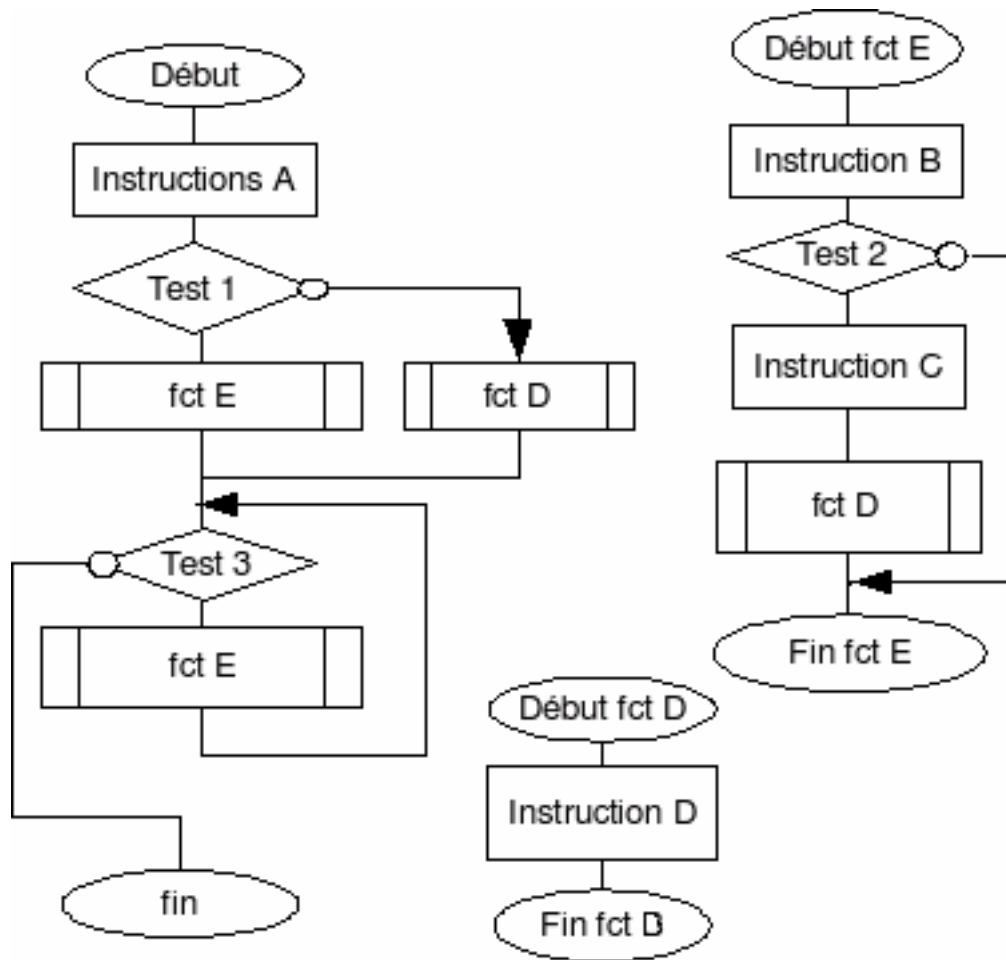 Début
Instructions A
Test 1
fct E
fct D
Test 3
fct E
fin
Début fct E
Instruction B
Test 2
Instruction C
fct D
Fin fct E
Début fct D
Instruction D
Fin fct D